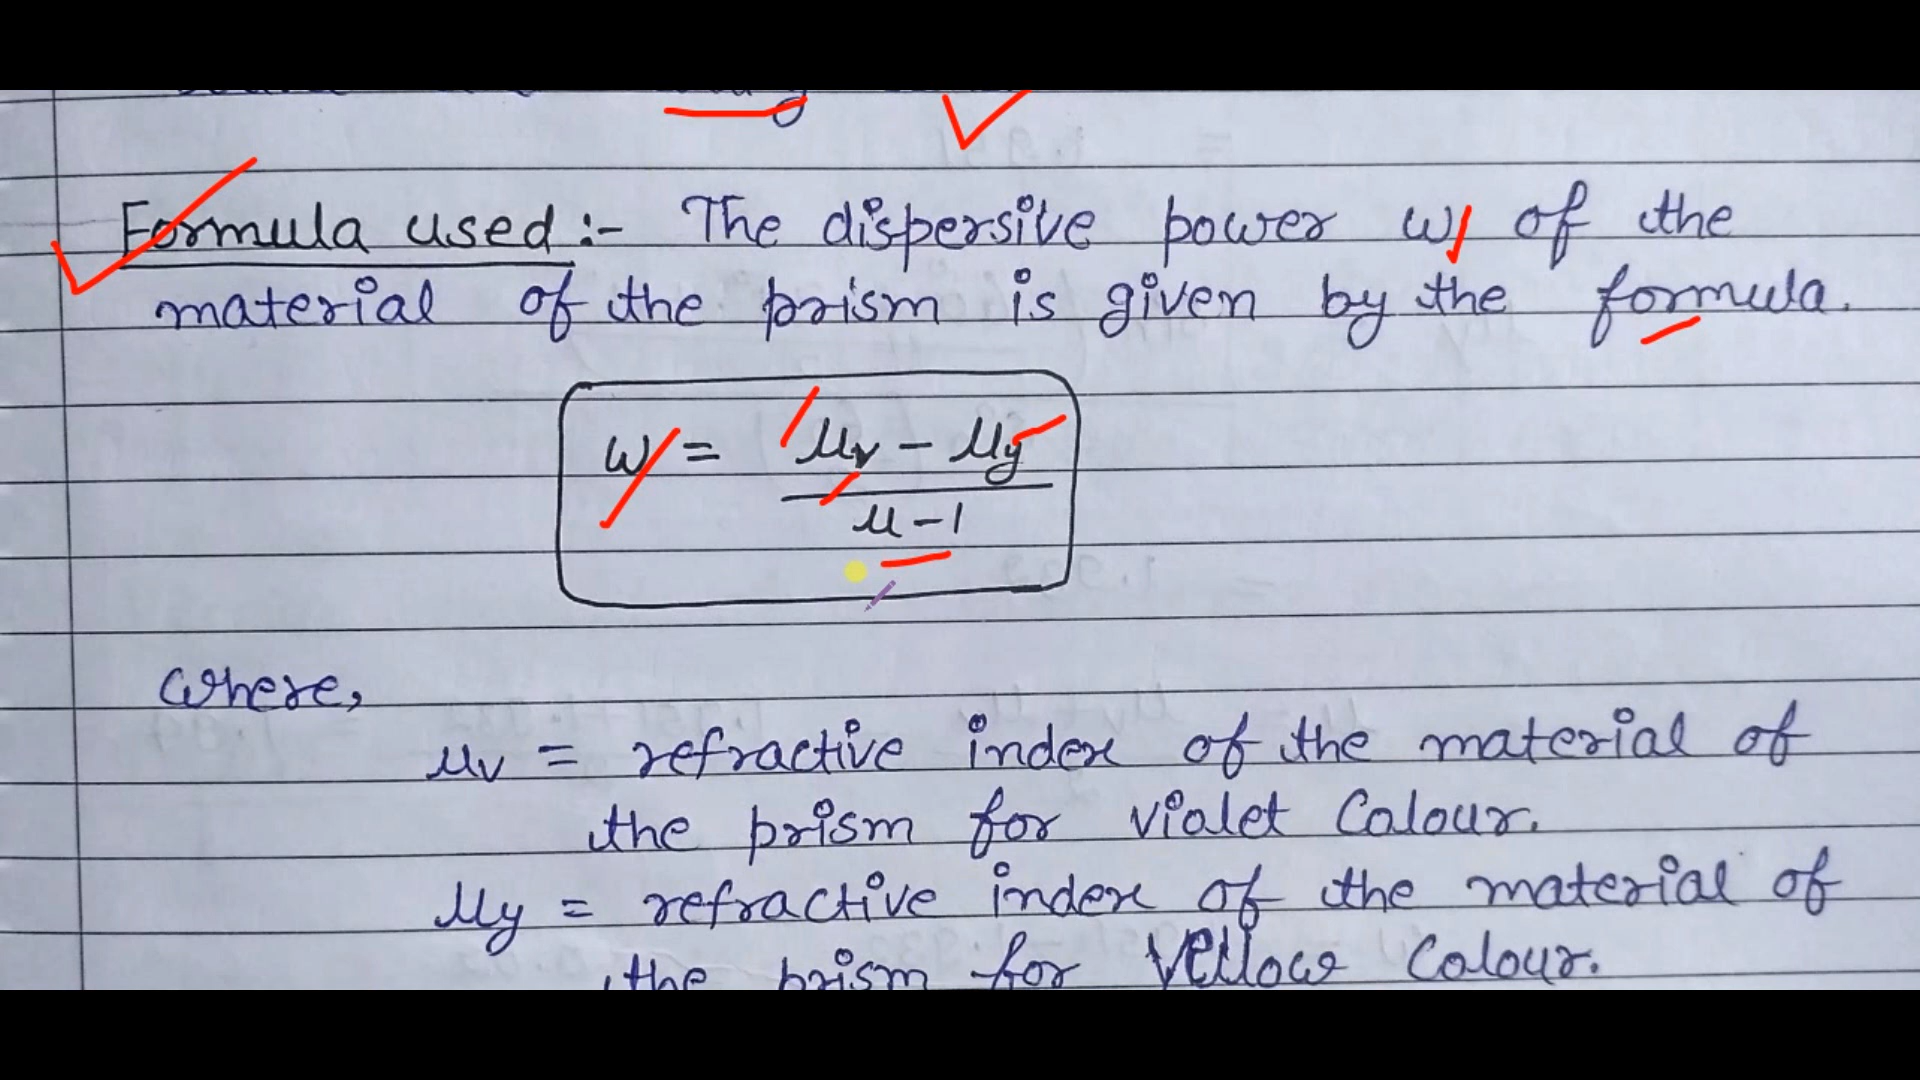 Formula used :- The dispersive power ω of the
material of the prism is given by the formula.
ω = μv - μy
μ - 1
where,
μv = refractive index of the material of
the prism for vialet Colour.
μy = refractive index of the material of
the prism for Yellow Colour.